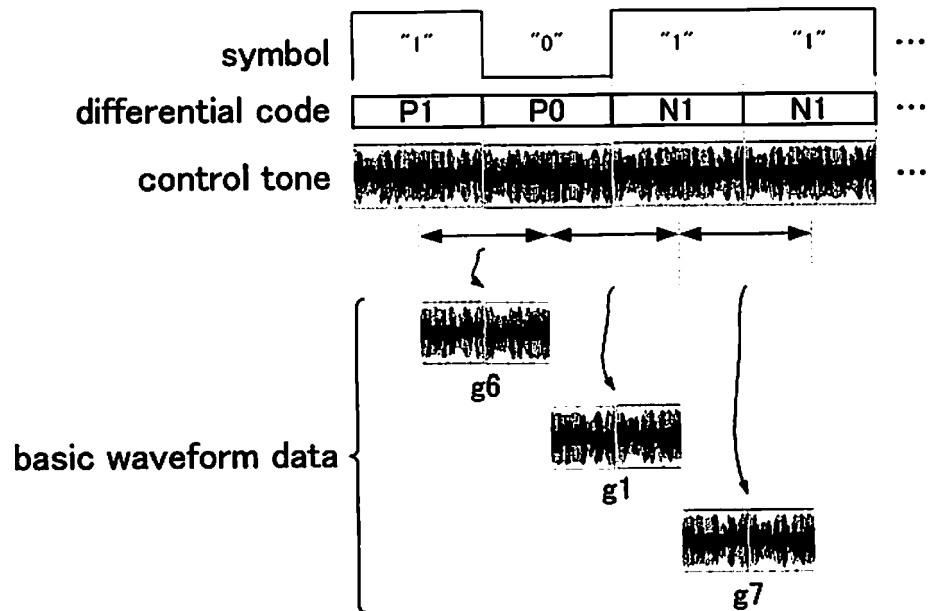 symbol "1" "0" "1" "1" ...
differential code P1 P0 N1 N1 ...
control tone ...
g6
g1
basic waveform data
g7